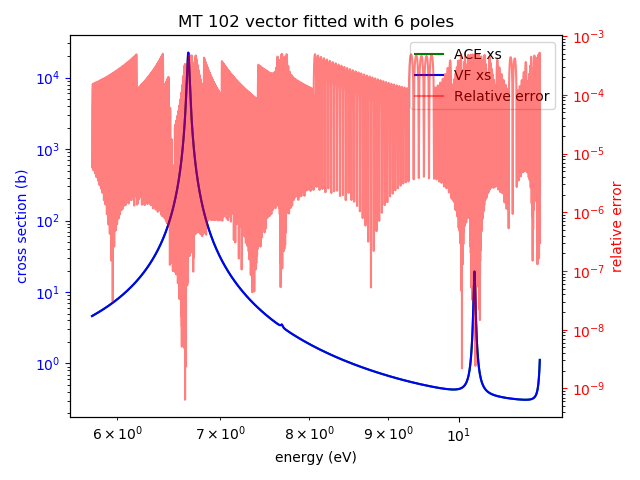 MT 102 vector fitted with 6 poles
ACE xs
VF xs
Relative error
cross section (b)
10⁴
10³
10²
10¹
10⁰
10⁻³
10⁻⁴
10⁻⁵
10⁻⁶
10⁻⁷
10⁻⁸
10⁻⁹
relative error
6 × 10⁰ 7 × 10⁰ 8 × 10⁰ 9 × 10⁰ 10¹
energy (eV)